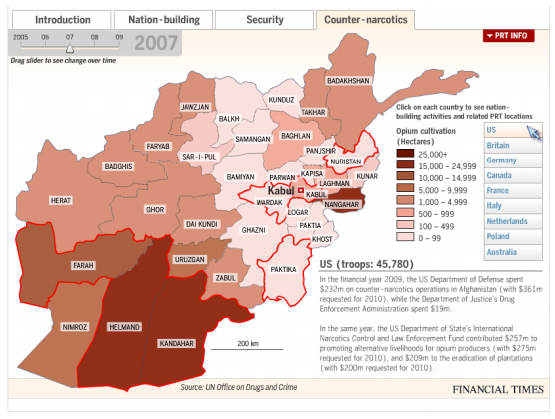 Introduction
Nation-building
Security
Counter-narcotics
2005 06 07 08 09
2007
Drag slider to see change over time
PRT INFO
Click on each country to see nation-
building activities and related PRT locations
Opium cultivation
(Hectares)
25,000+
15,000 - 24,999
10,000 - 14,999
5,000 - 9,999
1,000 - 4,999
500 - 999
100 - 499
0 - 99
US
Britain
Germany
Canada
France
Italy
Netherlands
Poland
Australia
BADAKHSHAN
JAWZJAN
KUNDUZ
BALKH
TAKHAR
SAMANGAN
BAGHLAN
FARYAB
SAR-I-PUL
PANJSHIR
NURISTAN
BADGHIS
BAMIYAN
PARWAN
KAPISA
KUNAR
LAGHMAN
Kabul
KABUL
HERAT
WARDAK
NANGAHAR
GHOR
LOGAR
DAI KUNDI
PAKTIA
GHAZNI
KHOST
URUZGAN
FARAH
PAKTIKA
ZABUL
NIMROZ
HELMAND
KANDAHAR
200 km
US (troops: 45,780)
In the financial year 2009, the US Department of Defense spent
$232m on counter-narcotics operations in Afghanistan (with $361m
requested for 2010), while the Department of Justice's Drug
Enforcement Administration spent $19m.
In the same year, the US Department of State's International
Narcotics Control and Law Enforcement Fund contributed $257m to
promoting alternative livelihoods for opium producers (with $275m
requested for 2010), and $209m to the eradication of plantations
(with $200m requested for 2010).
Source: UN Office on Drugs and Crime
FINANCIAL TIMES